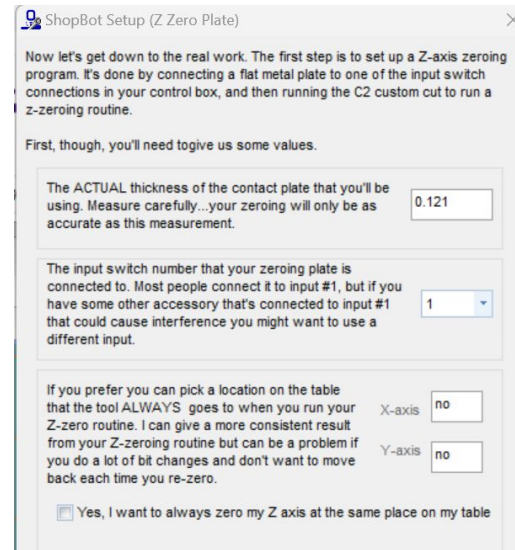 ShopBot Setup (Z Zero Plate)
Now let's get down to the real work. The first step is to set up a Z-axis zeroing
program. It's done by connecting a flat metal plate to one of the input switch
connections in your control box, and then running the C2 custom cut to run a
z-zeroing routine.
First, though, you'll need togive us some values.
The ACTUAL thickness of the contact plate that you'll be
using. Measure carefully...your zeroing will only be as
accurate as this measurement.
0.121
The input switch number that your zeroing plate is
connected to. Most people connect it to input #1, but if you
have some other accessory that's connected to input #1
that could cause interference you might want to use a
different input.
1
If you prefer you can pick a location on the table
that the tool ALWAYS goes to when you run your
Z-zero routine. I can give a more consistent result
from your Z-zeroing routine but can be a problem if
you do a lot of bit changes and don't want to move
back each time you re-zero.
X-axis no
Y-axis no
Yes, I want to always zero my Z axis at the same place on my table